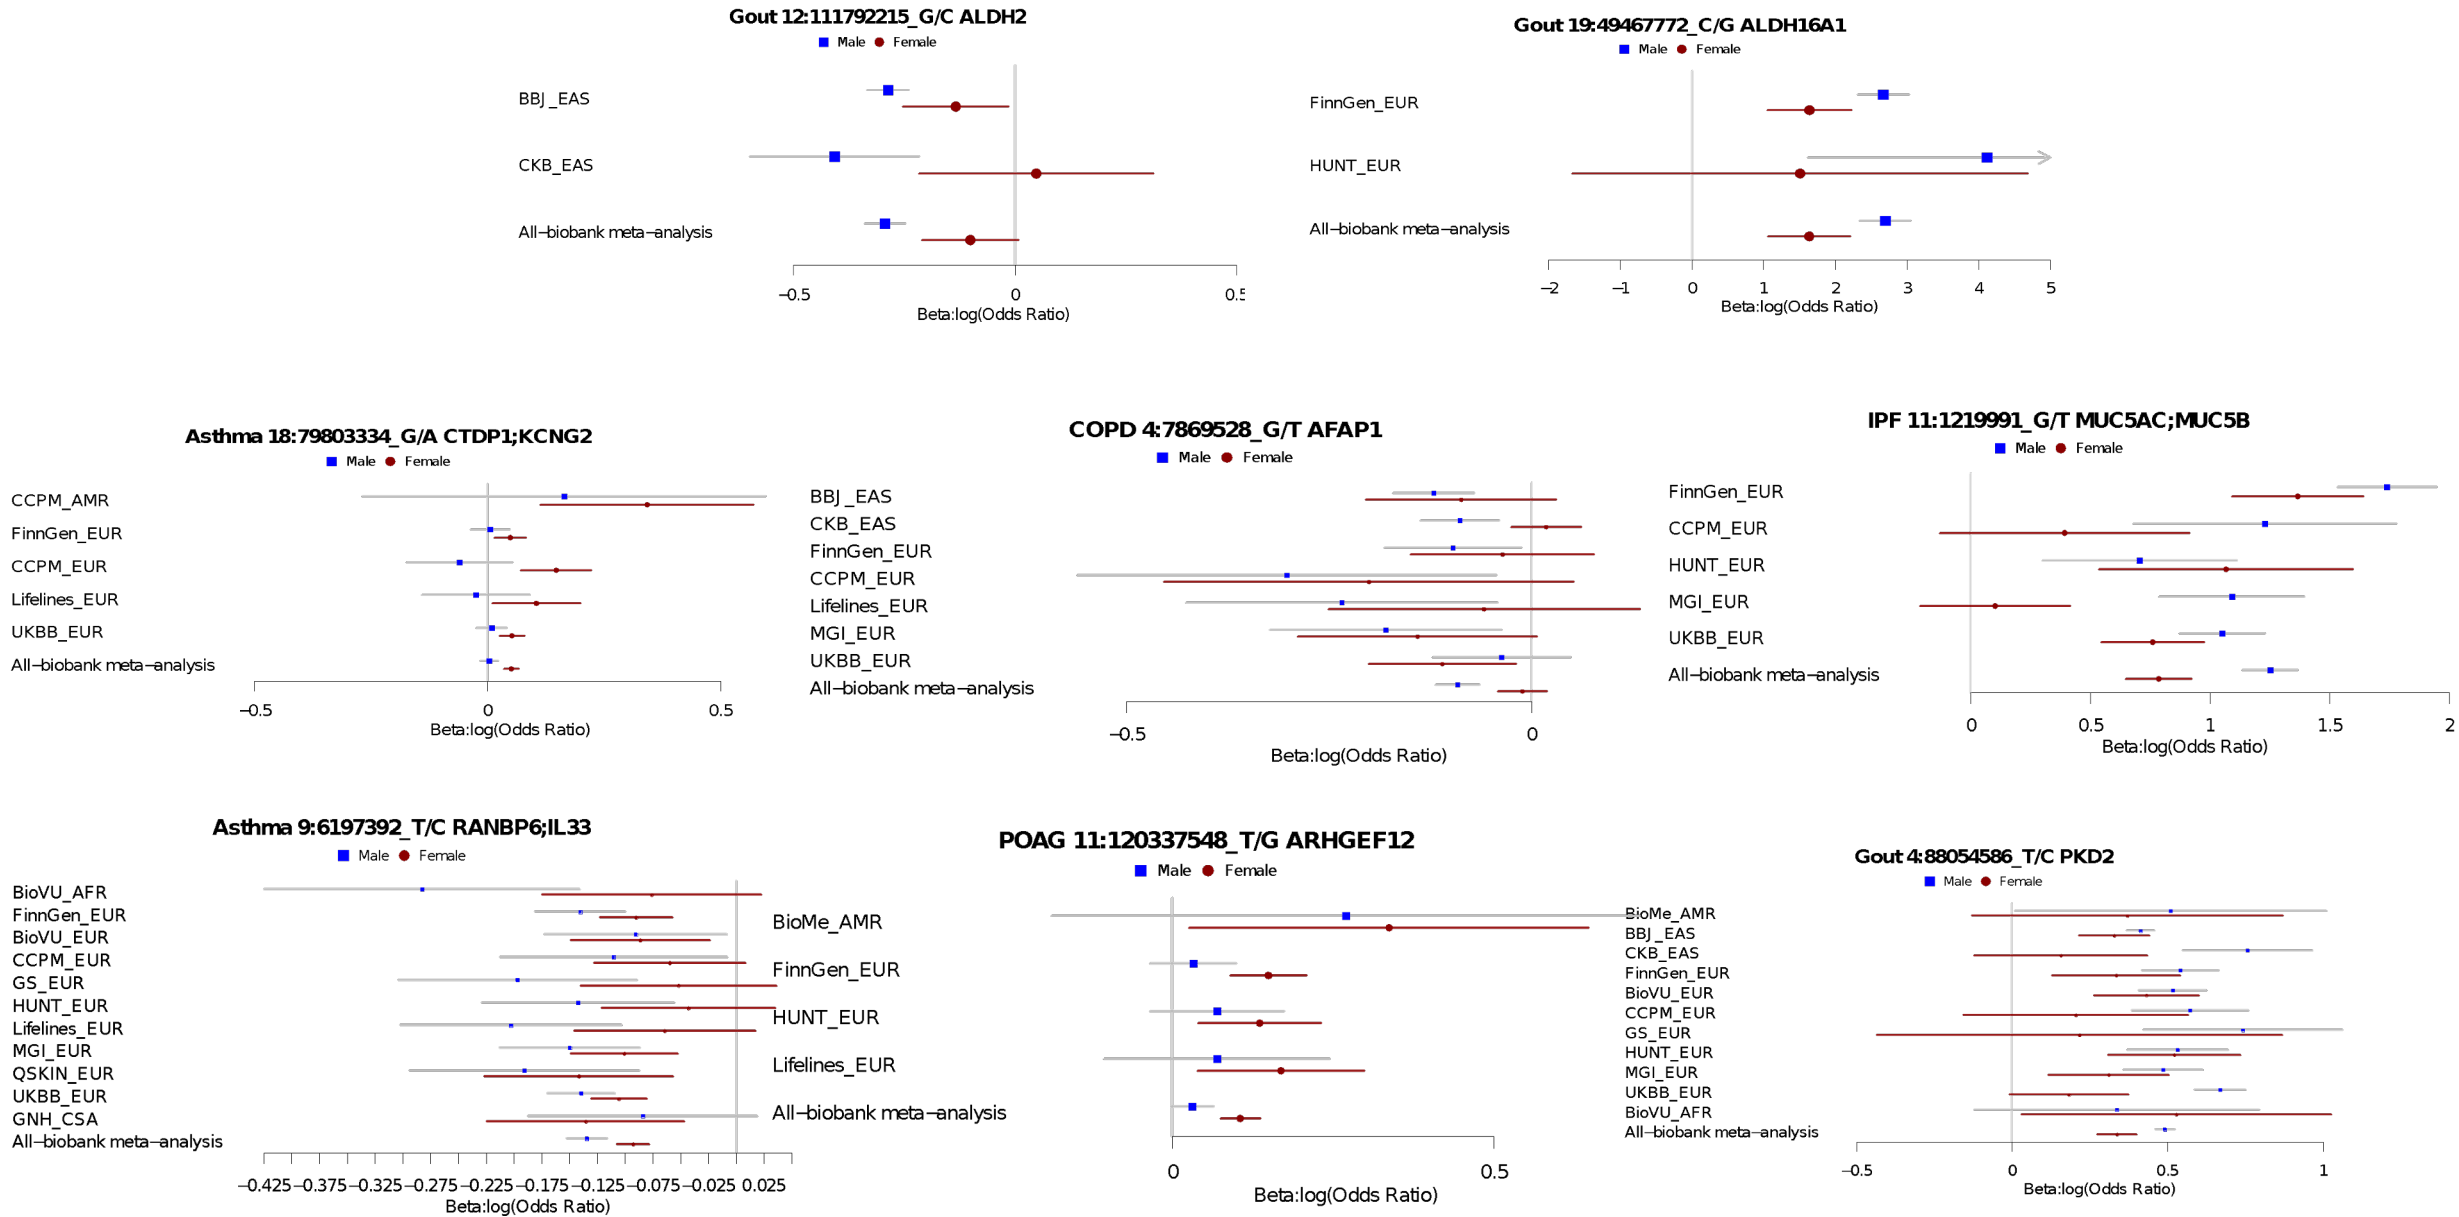 Gout 12:111792215_G/C ALDH2
Male Female
BBJ_EAS
CKB_EAS
All−biobank meta−analysis
−0.5 0 0.5
Beta:log(Odds Ratio)
Gout 19:49467772_C/G ALDH16A1
Male Female
FinnGen_EUR
HUNT_EUR
All−biobank meta−analysis
−2 −1 0 1 2 3 4 5
Beta:log(Odds Ratio)
Asthma 18:79803334_G/A CTDP1;KCNG2
Male Female
CCPM_AMR
FinnGen_EUR
CCPM_EUR
Lifelines_EUR
UKBB_EUR
All−biobank meta−analysis
−0.5 0 0.5
Beta:log(Odds Ratio)
COPD 4:7869528_G/T AFAP1
Male Female
BBJ_EAS
CKB_EAS
FinnGen_EUR
CCPM_EUR
Lifelines_EUR
MGI_EUR
UKBB_EUR
All−biobank meta−analysis
−0.5 0
Beta:log(Odds Ratio)
IPF 11:1219991_G/T MUC5AC;MUC5B
Male Female
FinnGen_EUR
CCPM_EUR
HUNT_EUR
MGI_EUR
UKBB_EUR
All−biobank meta−analysis
0 0.5 1 1.5 2
Beta:log(Odds Ratio)
Asthma 9:6197392_T/C RANBP6;IL33
Male Female
BioVU_AFR
FinnGen_EUR
BioVU_EUR
CCPM_EUR
GS_EUR
HUNT_EUR
Lifelines_EUR
MGI_EUR
QSKIN_EUR
UKBB_EUR
GNH_CSA
All−biobank meta−analysis
−0.425 −0.375 −0.325 −0.275 −0.225 −0.175 −0.125 −0.075 −0.025 0.025
Beta:log(Odds Ratio)
POAG 11:120337548_T/G ARHGEF12
Male Female
BioMe_AMR
FinnGen_EUR
HUNT_EUR
Lifelines_EUR
All−biobank meta−analysis
0 0.5
Beta:log(Odds Ratio)
Gout 4:88054586_T/C PKD2
Male Female
BioMe_AMR
BBJ_EAS
CKB_EAS
FinnGen_EUR
BioVU_EUR
CCPM_EUR
GS_EUR
HUNT_EUR
MGI_EUR
UKBB_EUR
BioVU_AFR
All−biobank meta−analysis
−0.5 0 0.5 1
Beta:log(Odds Ratio)